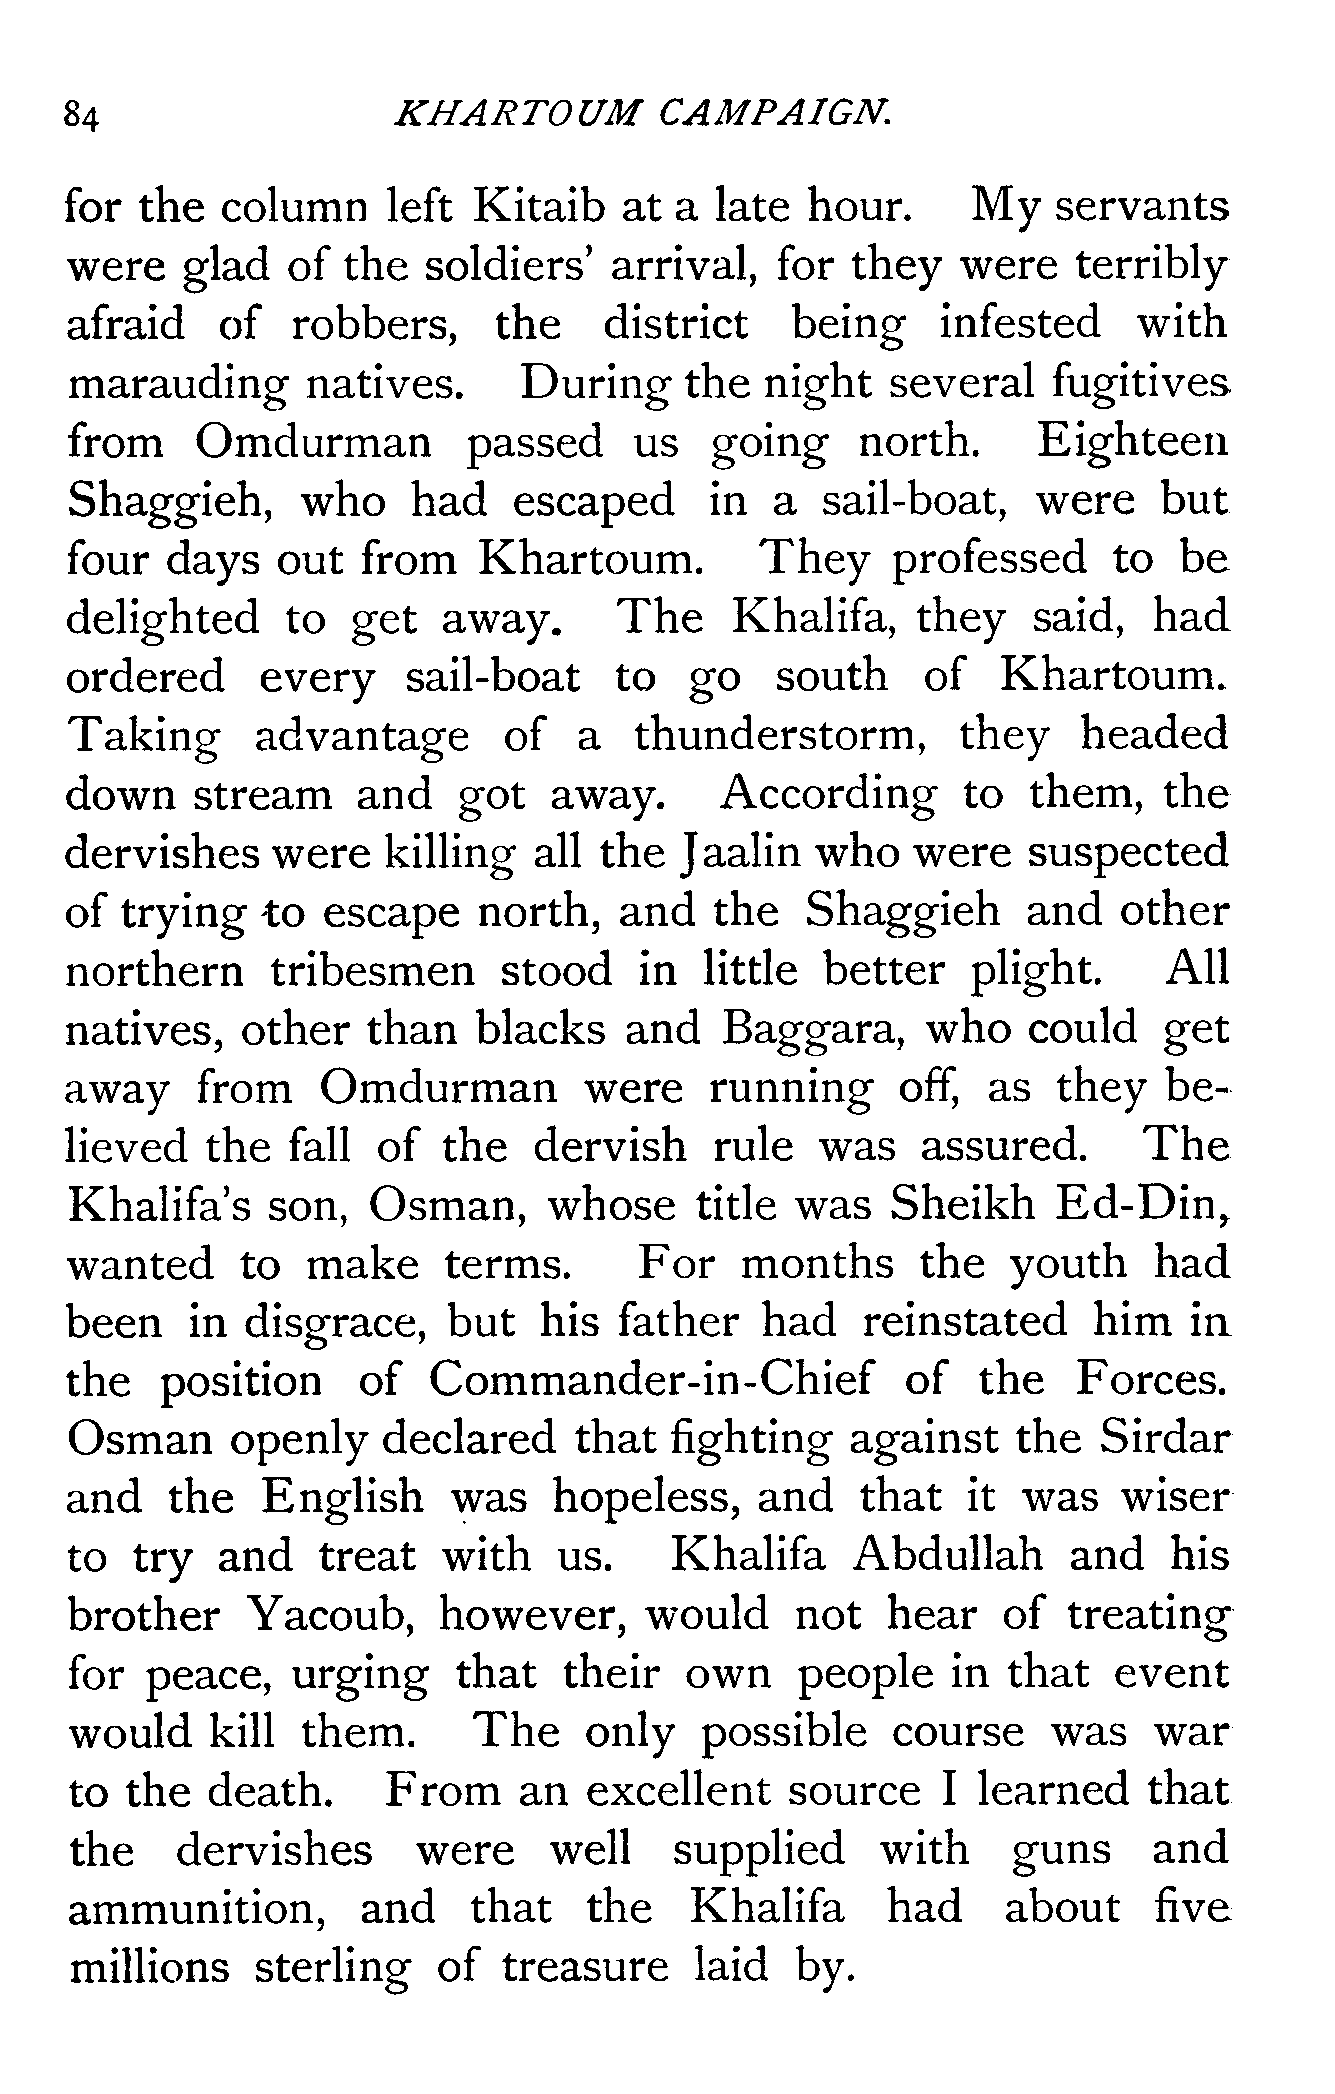 84 KHARTOUM CAMPAIGN.
for the column left Kitaib at a late hour. My servants
were glad of the soldiers' arrival, for they were terribly
afraid of robbers, the district being infested with
marauding natives. During the night several fugitives
from Omdurman passed us going north. Eighteen
Shaggieh, who had escaped in a sail-boat, were but
four days out from Khartoum. They professed to be
delighted to get away. The Khalifa, they said, had
ordered every sail-boat to go south of Khartoum.
Taking advantage of a thunderstorm, they headed
down stream and got away. According to them, the
dervishes were killing all the Jaalin who were suspected
of trying to escape north, and the Shaggieh and other
northern tribesmen stood in little better plight. All
natives, other than blacks and Baggara, who could get
away from Omdurman were running off, as they be-
lieved the fall of the dervish rule was assured. The
Khalifa's son, Osman, whose title was Sheikh Ed-Din,
wanted to make terms. For months the youth had
been in disgrace, but his father had reinstated him in
the position of Commander-in-Chief of the Forces.
Osman openly declared that fighting against the Sirdar
and the English was hopeless, and that it was wiser
to try and treat with us. Khalifa Abdullah and his
brother Yacoub, however, would not hear of treating
for peace, urging that their own people in that event
would kill them. The only possible course was war
to the death. From an excellent source I learned that
the dervishes were well supplied with guns and
ammunition, and that the Khalifa had about five
millions sterling of treasure laid by.